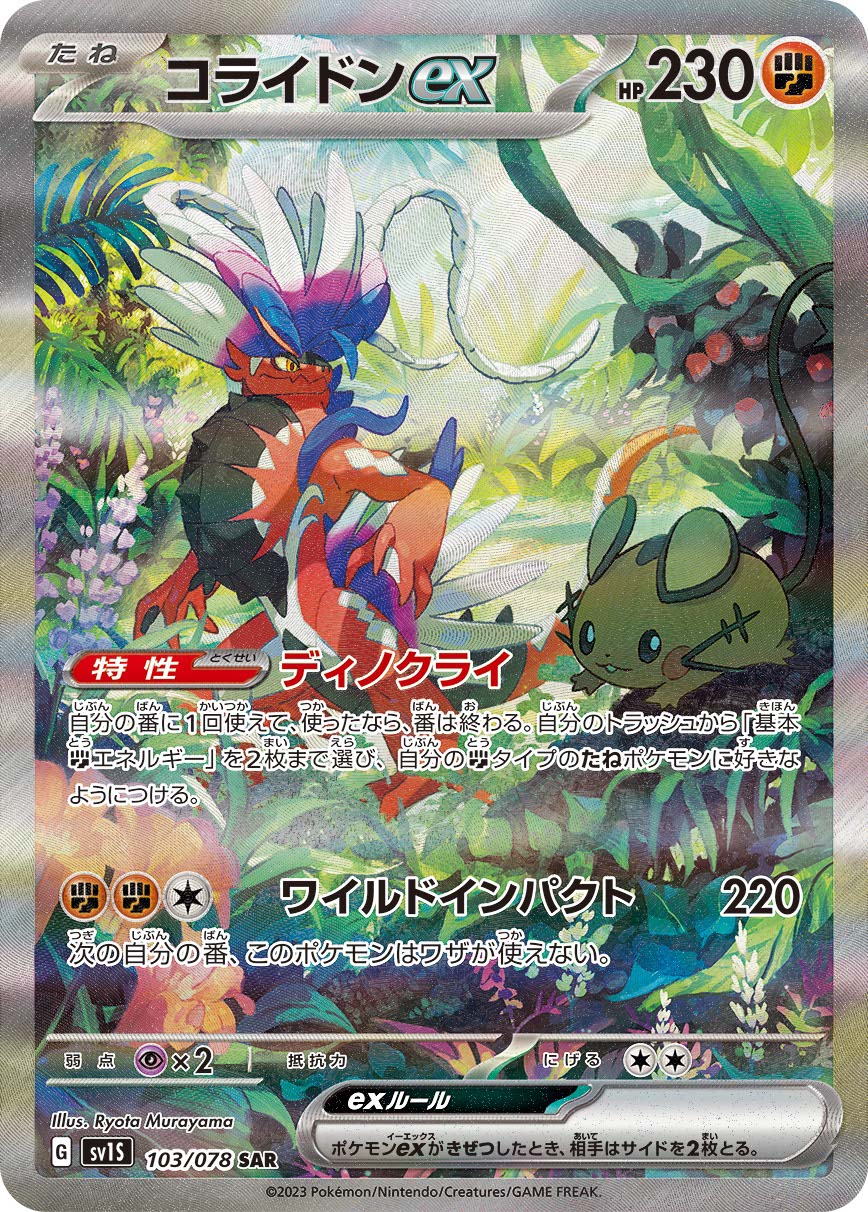 たね
コライドンex
HP230
特性 とくせい ディノクライ
自分の番に1回使えて、使ったなら、番は終わる。自分のトラッシュから「基本
エネルギー」を2枚まで選び、自分のタイプのたねポケモンに好きな
ようにつける。
ワイルドインパクト 220
次の自分の番、このポケモンはワザが使えない。
弱点 ×2 抵抗力 にげる
exルール
ポケモンexがきぜつしたとき、相手はサイドを2枚とる。
Illus. Ryota Murayama
G sv1S 103/078 SAR
©2023 Pokémon/Nintendo/Creatures/GAME FREAK.